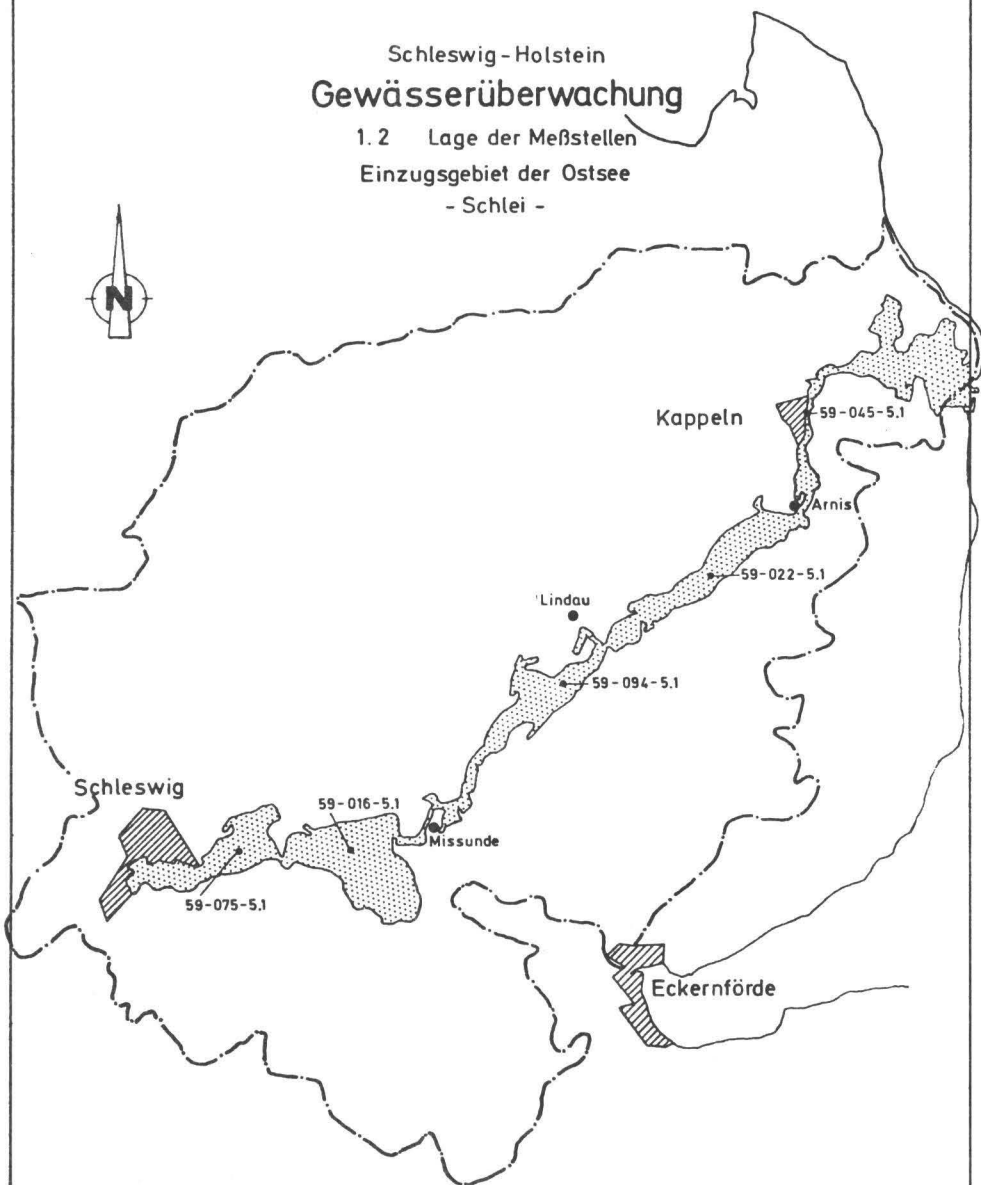 Schleswig-Holstein
Gewässerüberwachung
1.2 Lage der Meßstellen
Einzugsgebiet der Ostsee
- Schlei -
N
Kappeln
59-045-5.1
Arnis
59-022-5.1
Lindau
59-094-5.1
Schleswig
59-016-5.1
Missunde
59-075-5.1
Eckernförde